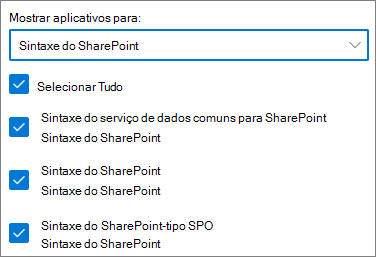 Mostrar aplicativos para:
Sintaxe do SharePoint
Selecionar Tudo
Sintaxe do serviço de dados comuns para SharePoint
Sintaxe do SharePoint
Sintaxe do SharePoint
Sintaxe do SharePoint
Sintaxe do SharePoint-tipo SPO
Sintaxe do SharePoint